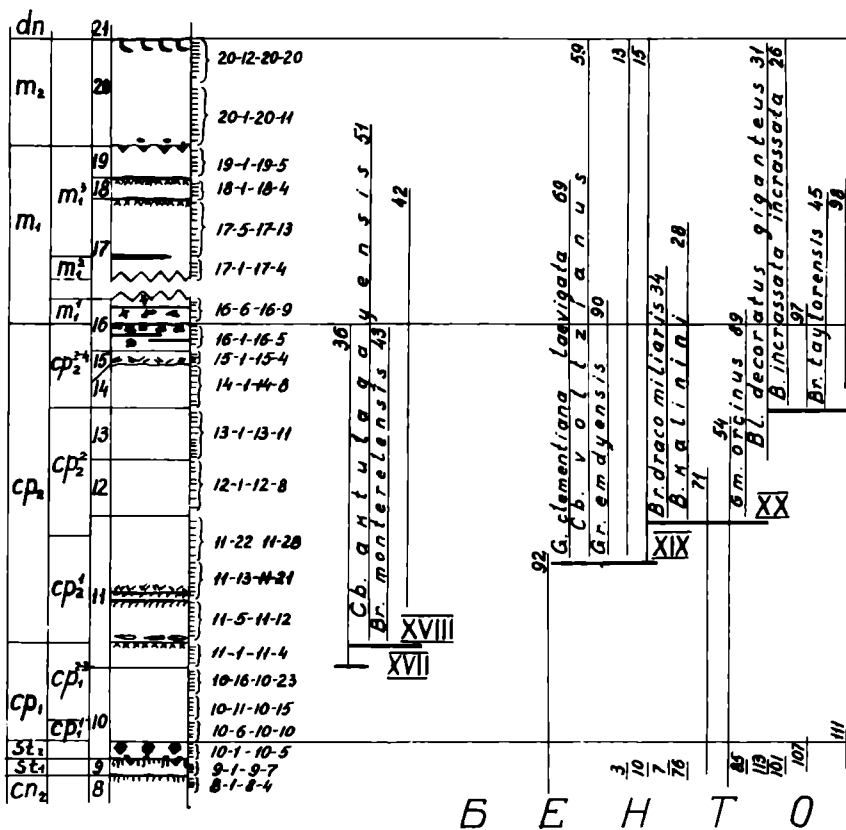 dn
21
m₂
20
20-12-20-20
20-1-20-11
m₁
m₁³
19
19-1-19-5
18
18-1-18-4
17
17-5-17-13
m₁²
17-1-17-4
m₁¹
16-6-16-9
16
16-1-16-5
cp₂
cp₂³⁻⁴
15
15-1-15-4
14
14-1-14-8
cp₂²
13
13-1-13-11
12
12-1-12-8
11-22 11-28
cp₂¹
11
11-13-11-21
11-5-11-12
11-1-11-4
cp₁
cp₁²⁻³
10-16-10-23
10-11-10-15
cp₁¹
10
10-6-10-10
st₂
10-1-10-5
st₁
9
9-1-9-7
cn₂
8
8-1-8-4
36
Cb. aktulagayensis 51
Br. monterelensis 43
42
XVIII
XVII
92
G. clementiana laevigata 69
Cb. voltzianus 59
Gr. emdyensis 90
13
15
Br. draco miliaris 34
B. kalinini 28
XIX
71
54
Gm. orcinus 89
Bl. decoratus giganteus 31
B. incrassata incrassata 26
97
Br. taylorensis 45
98
XX
3
10
7
76
85
113
101
107
111
Б Е Н Т О